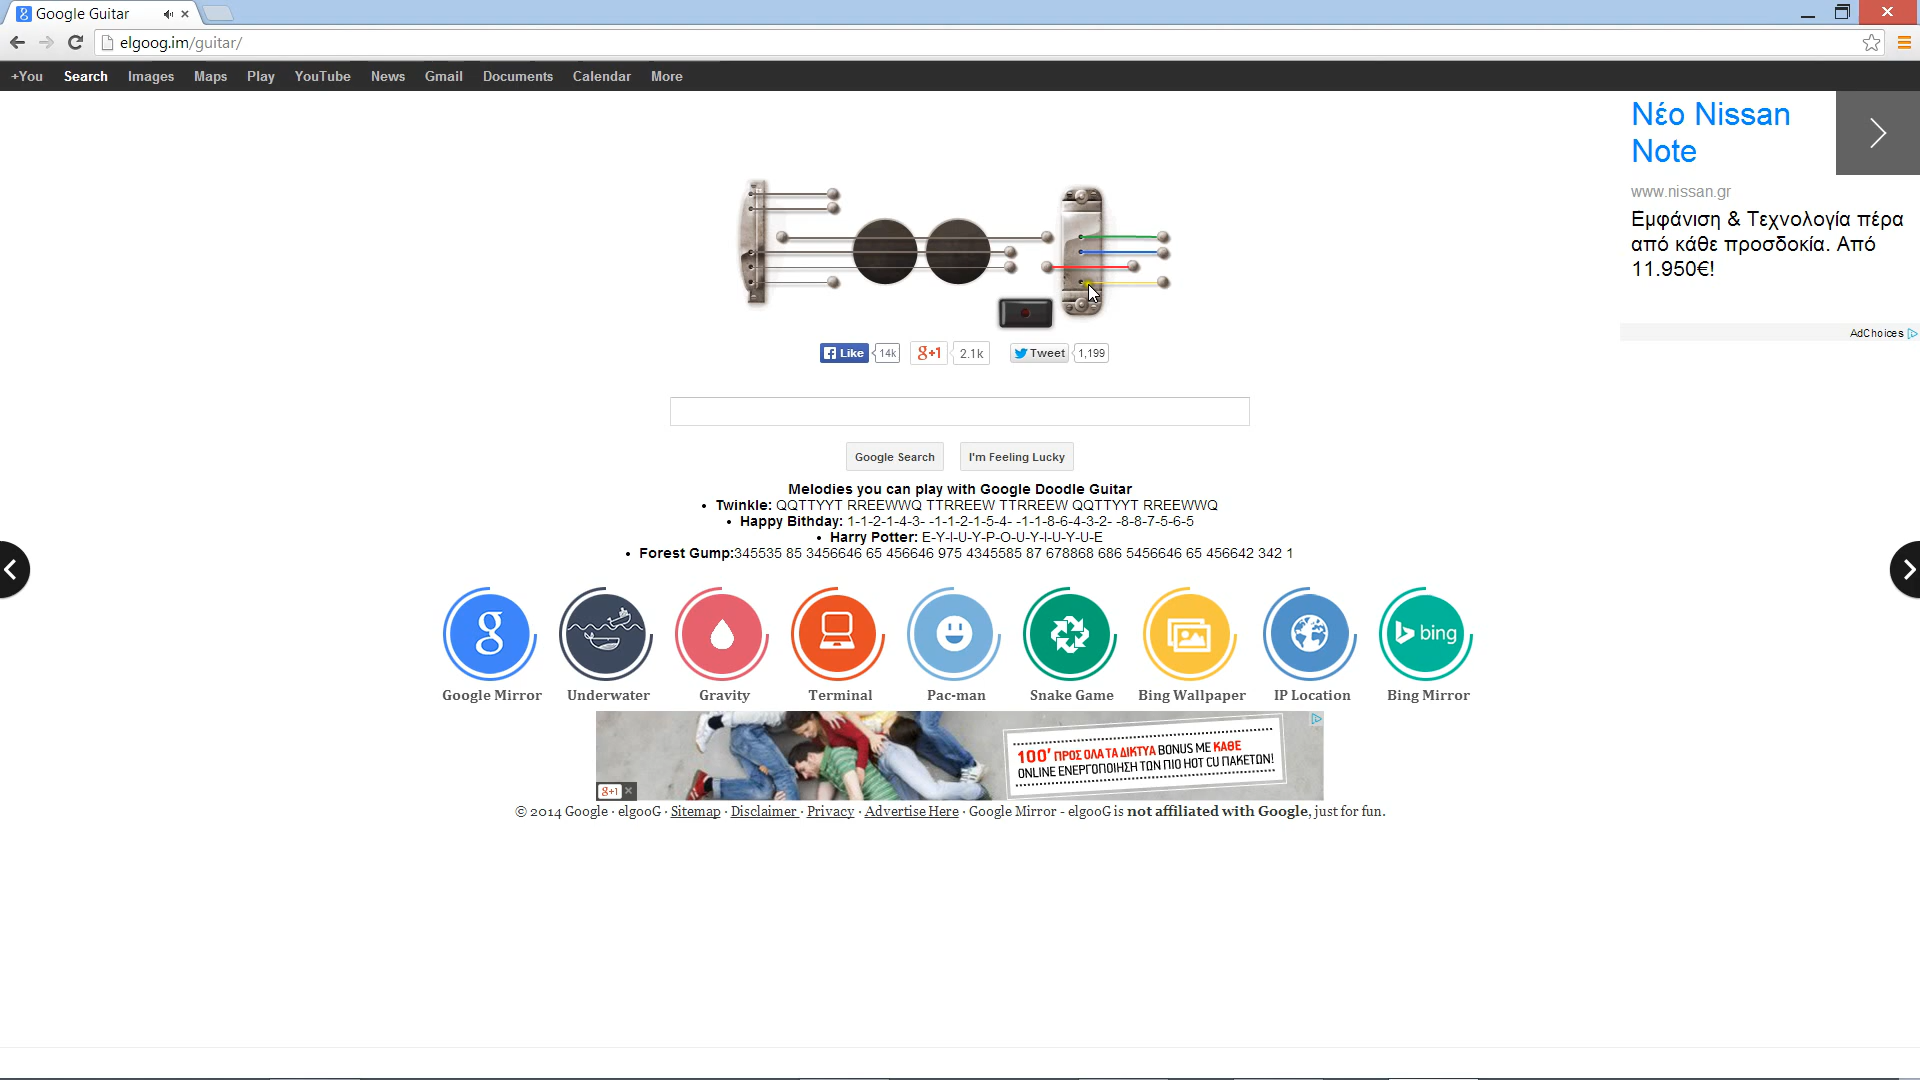 Google Guitar
elgoog.im/guitar/
+You Search Images Maps Play YouTube News Gmail Documents Calendar More
Νέο Nissan
Note
www.nissan.gr
Εμφάνιση & Τεχνολογία πέρα
από κάθε προσδοκία. Από
11.950€!
AdChoices
Like 14k g+1 2.1k Tweet 1,199
Google Search I'm Feeling Lucky
Melodies you can play with Google Doodle Guitar
• Twinkle: QQTTYYT RREEWWQ TTRREEW TTRREEW QQTTYYT RREEWWQ
• Happy Bithday: 1-1-2-1-4-3- -1-1-2-1-5-4- -1-1-8-6-4-3-2- -8-8-7-5-6-5
• Harry Potter: E-Y-I-U-Y-P-O-U-Y-I-U-Y-U-E
• Forest Gump:345535 85 3456646 65 456646 975 4345585 87 678868 686 5456646 65 456642 342 1
g bing
Google Mirror Underwater Gravity Terminal Pac-man Snake Game Bing Wallpaper IP Location Bing Mirror
100' ΠΡΟΣ ΟΛΑ ΤΑ ΔΙΚΤΥΑ BONUS ΜΕ ΚΑΘΕ
ONLINE ΕΝΕΡΓΟΠΟΙΗΣΗ ΤΩΝ ΠΙΟ HOT CU ΠΑΚΕΤΩΝ!
g+1
© 2014 Google · elgooG · Sitemap · Disclaimer · Privacy · Advertise Here · Google Mirror - elgooG is not affiliated with Google, just for fun.